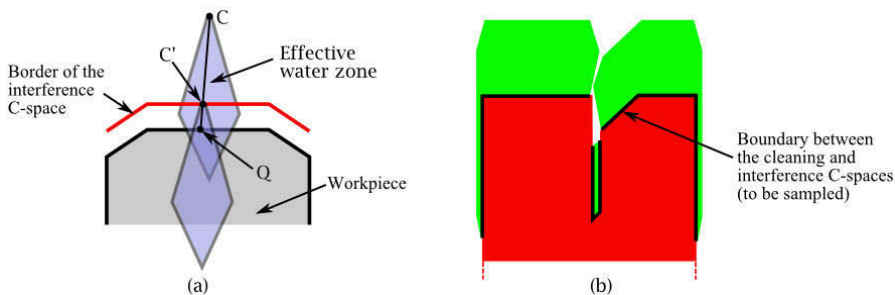 C
C'
Effective
water zone
Border of the
interference
C-space
Q
Workpiece
(a)
Boundary between
the cleaning and
interference C-spaces
(to be sampled)
(b)